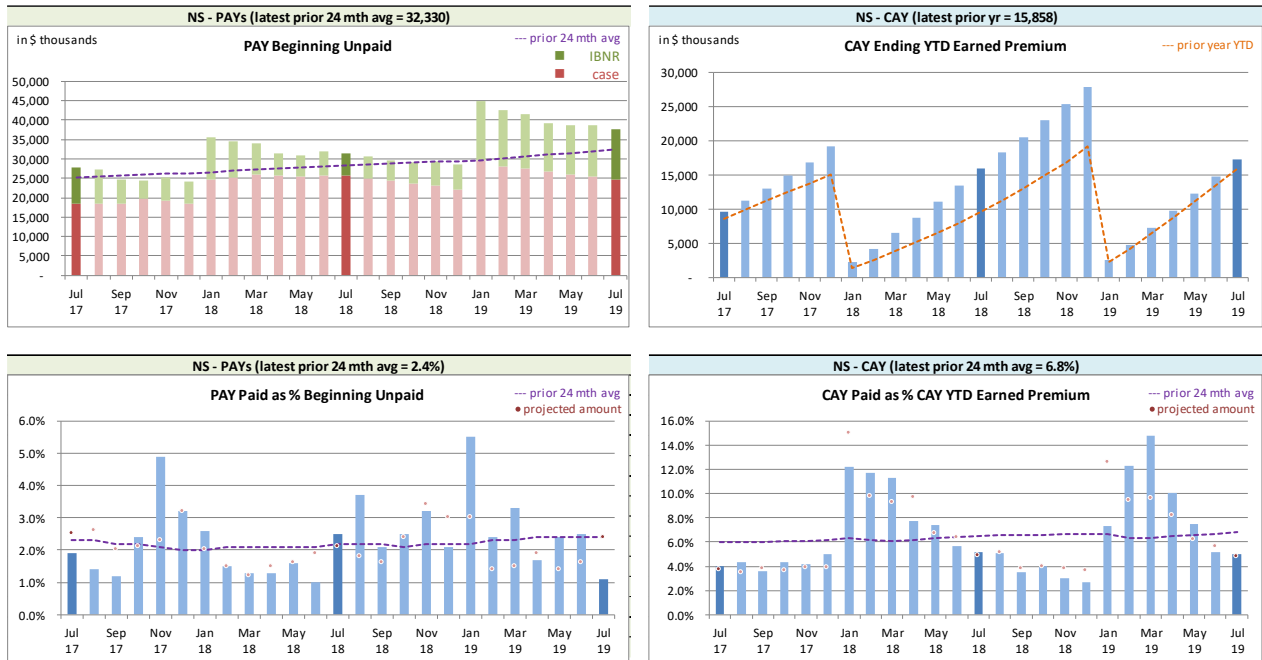 NS - PAYs (latest prior 24 mth avg = 32,330)
in $ thousands
PAY Beginning Unpaid
--- prior 24 mth avg
IBNR
case
50,000
45,000
40,000
35,000
30,000
25,000
20,000
15,000
10,000
5,000
-
Jul Sep Nov Jan Mar May Jul Sep Nov Jan Mar May Jul
17 17 17 18 18 18 18 18 18 19 19 19 19
NS - CAY (latest prior yr = 15,858)
in $ thousands
CAY Ending YTD Earned Premium
--- prior year YTD
30,000
25,000
20,000
15,000
10,000
5,000
-
Jul Sep Nov Jan Mar May Jul Sep Nov Jan Mar May Jul
17 17 17 18 18 18 18 18 18 19 19 19 19
NS - PAYs (latest prior 24 mth avg = 2.4%)
PAY Paid as % Beginning Unpaid
--- prior 24 mth avg
• projected amount
6.0%
5.0%
4.0%
3.0%
2.0%
1.0%
0.0%
Jul Sep Nov Jan Mar May Jul Sep Nov Jan Mar May Jul
17 17 17 18 18 18 18 18 18 19 19 19 19
NS - CAY (latest prior 24 mth avg = 6.8%)
CAY Paid as % CAY YTD Earned Premium
--- prior 24 mth avg
• projected amount
16.0%
14.0%
12.0%
10.0%
8.0%
6.0%
4.0%
2.0%
0.0%
Jul Sep Nov Jan Mar May Jul Sep Nov Jan Mar May Jul
17 17 17 18 18 18 18 18 18 19 19 19 19